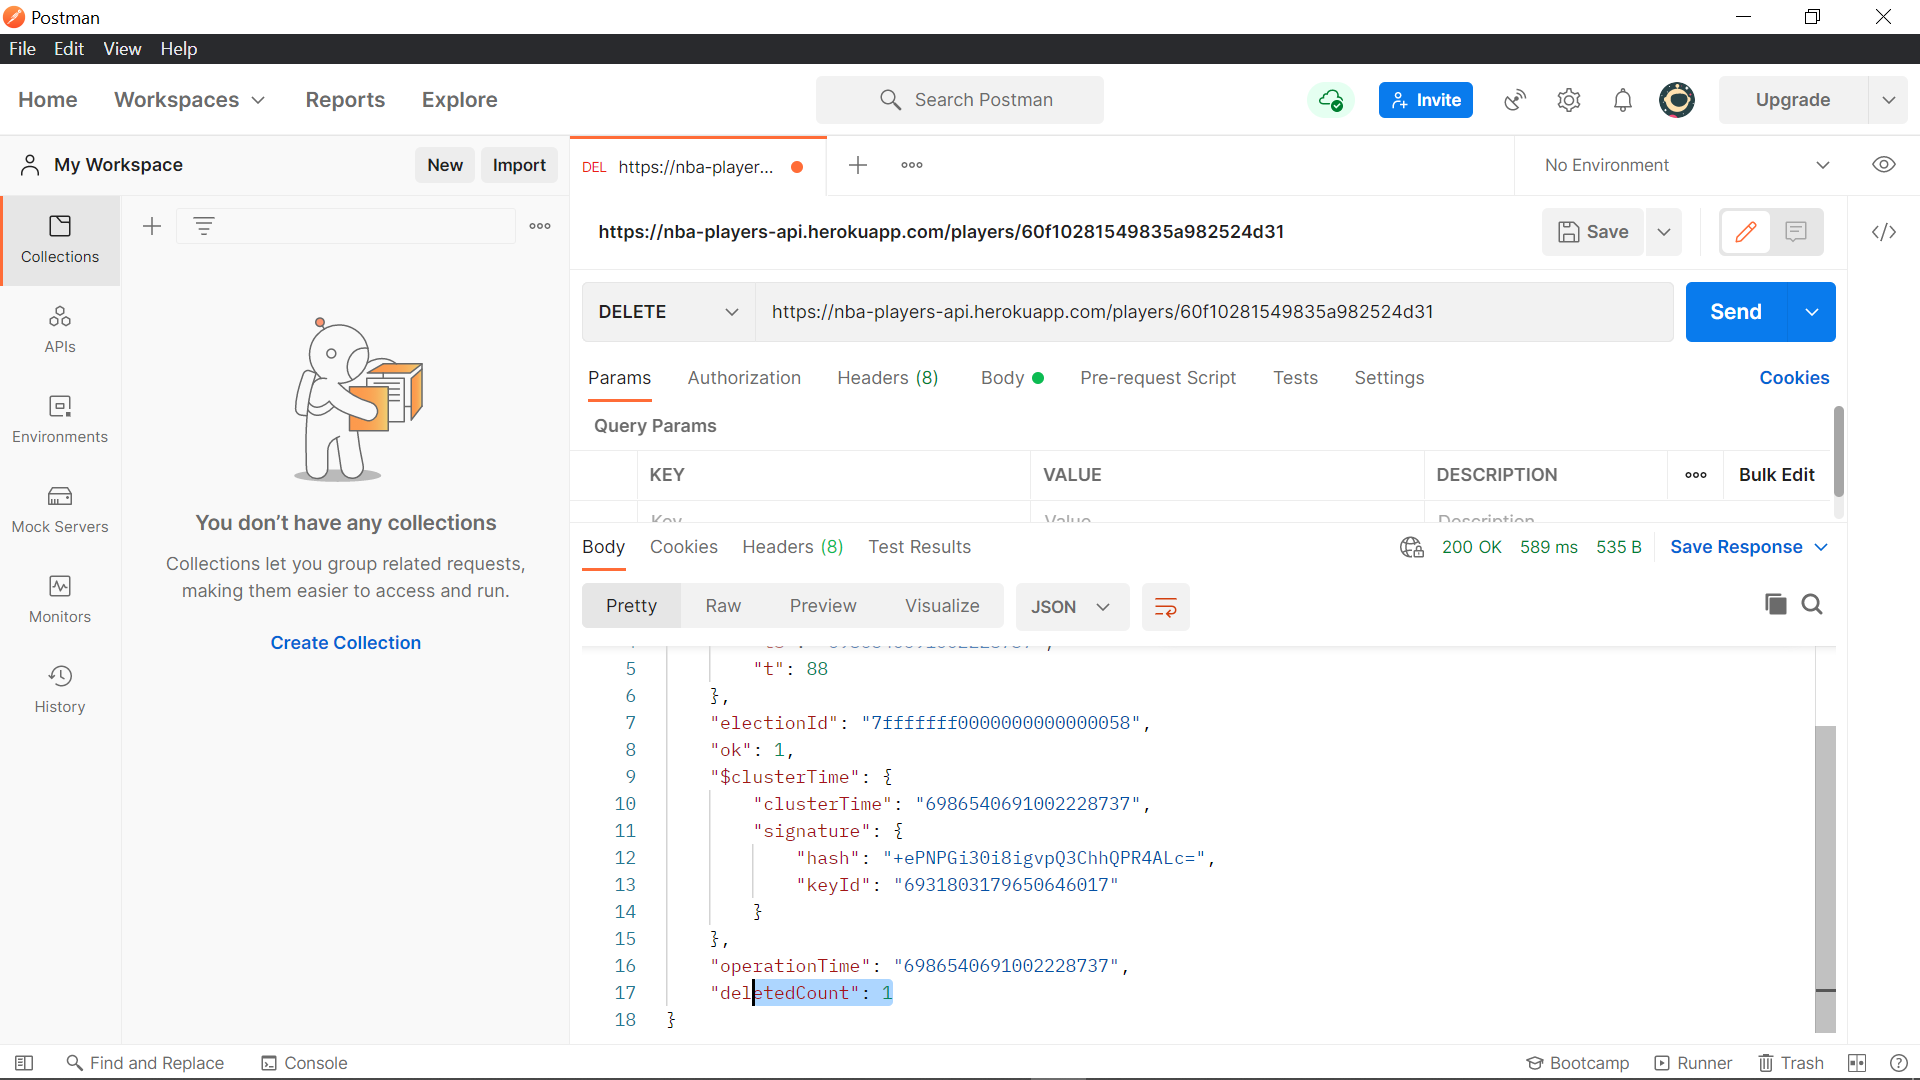 Postman
File Edit View Help
Home Workspaces Reports Explore Search Postman Invite Upgrade
My Workspace New Import DEL https://nba-player... No Environment
Collections
https://nba-players-api.herokuapp.com/players/60f10281549835a982524d31 Save
DELETE https://nba-players-api.herokuapp.com/players/60f10281549835a982524d31 Send
APIs
Params Authorization Headers (8) Body Pre-request Script Tests Settings Cookies
Query Params
Environments
KEY VALUE DESCRIPTION Bulk Edit
Key Value Description
Mock Servers
You don’t have any collections
Collections let you group related requests,
making them easier to access and run.
Create Collection
Monitors
History
Body Cookies Headers (8) Test Results 200 OK 589 ms 535 B Save Response
Pretty Raw Preview Visualize JSON
5 "t": 88
6 },
7 "electionId": "7fffffff0000000000000058",
8 "ok": 1,
9 "$clusterTime": {
10 "clusterTime": "6986540691002228737",
11 "signature": {
12 "hash": "+ePNPGi30i8igvpQ3ChhQPR4ALc=",
13 "keyId": "6931803179650646017"
14 }
15 },
16 "operationTime": "6986540691002228737",
17 "deletedCount": 1
18 }
Find and Replace Console Bootcamp Runner Trash